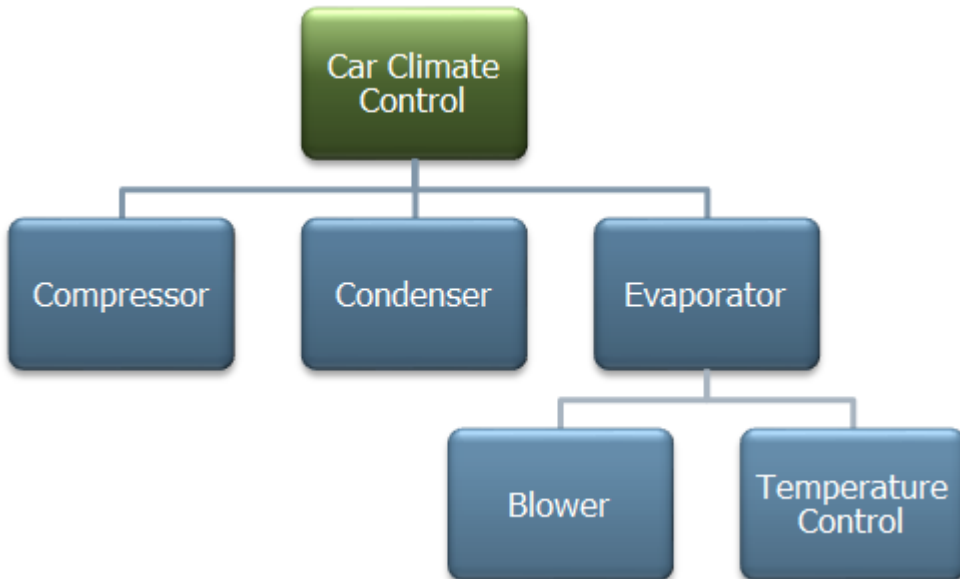 Car Climate
Control
Compressor
Condenser
Evaporator
Blower
Temperature
Control